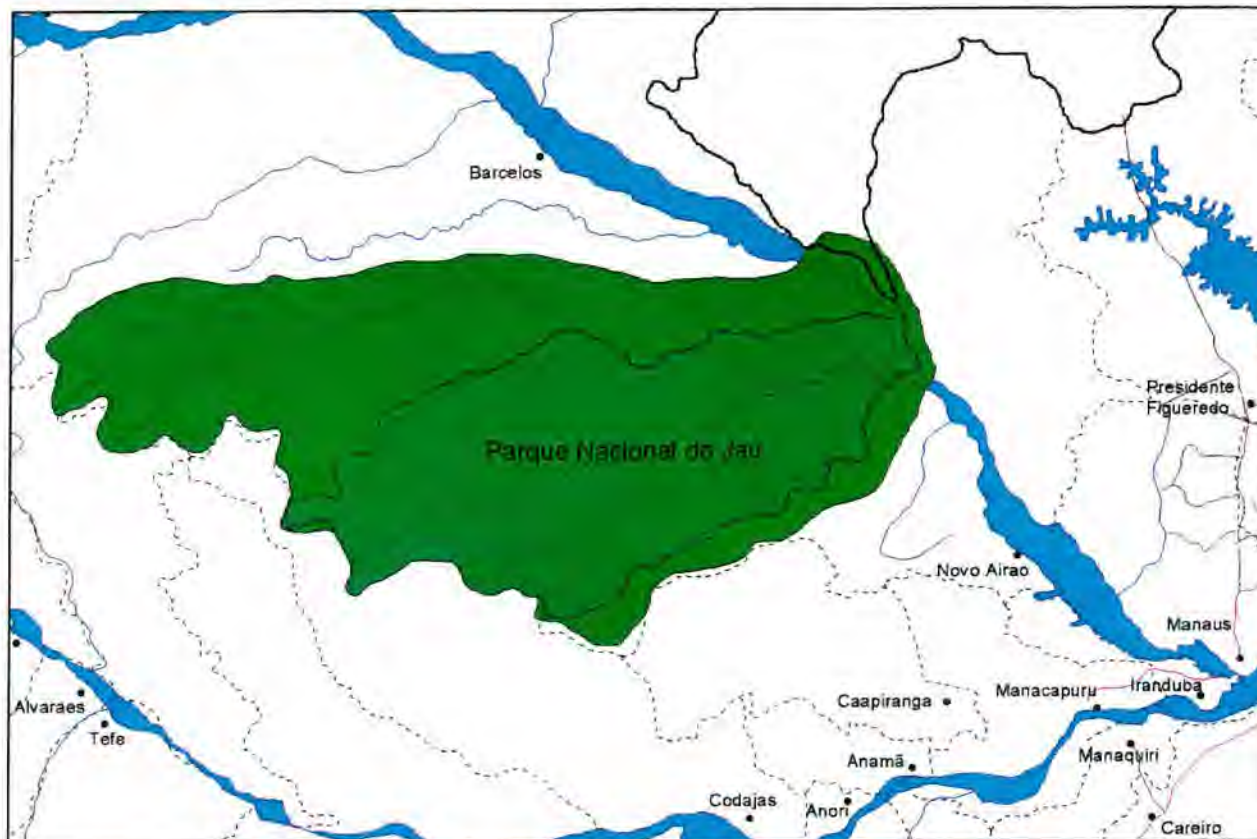 Barcelos
Parque Nacional do Jau
Presidente
Figueredo
Novo Airao
Manaus
Alvaraes
Tefe
Caapiranga
Manacapuru
Iranduba
Anamã
Manaquiri
Codajas
Anori
Careiro